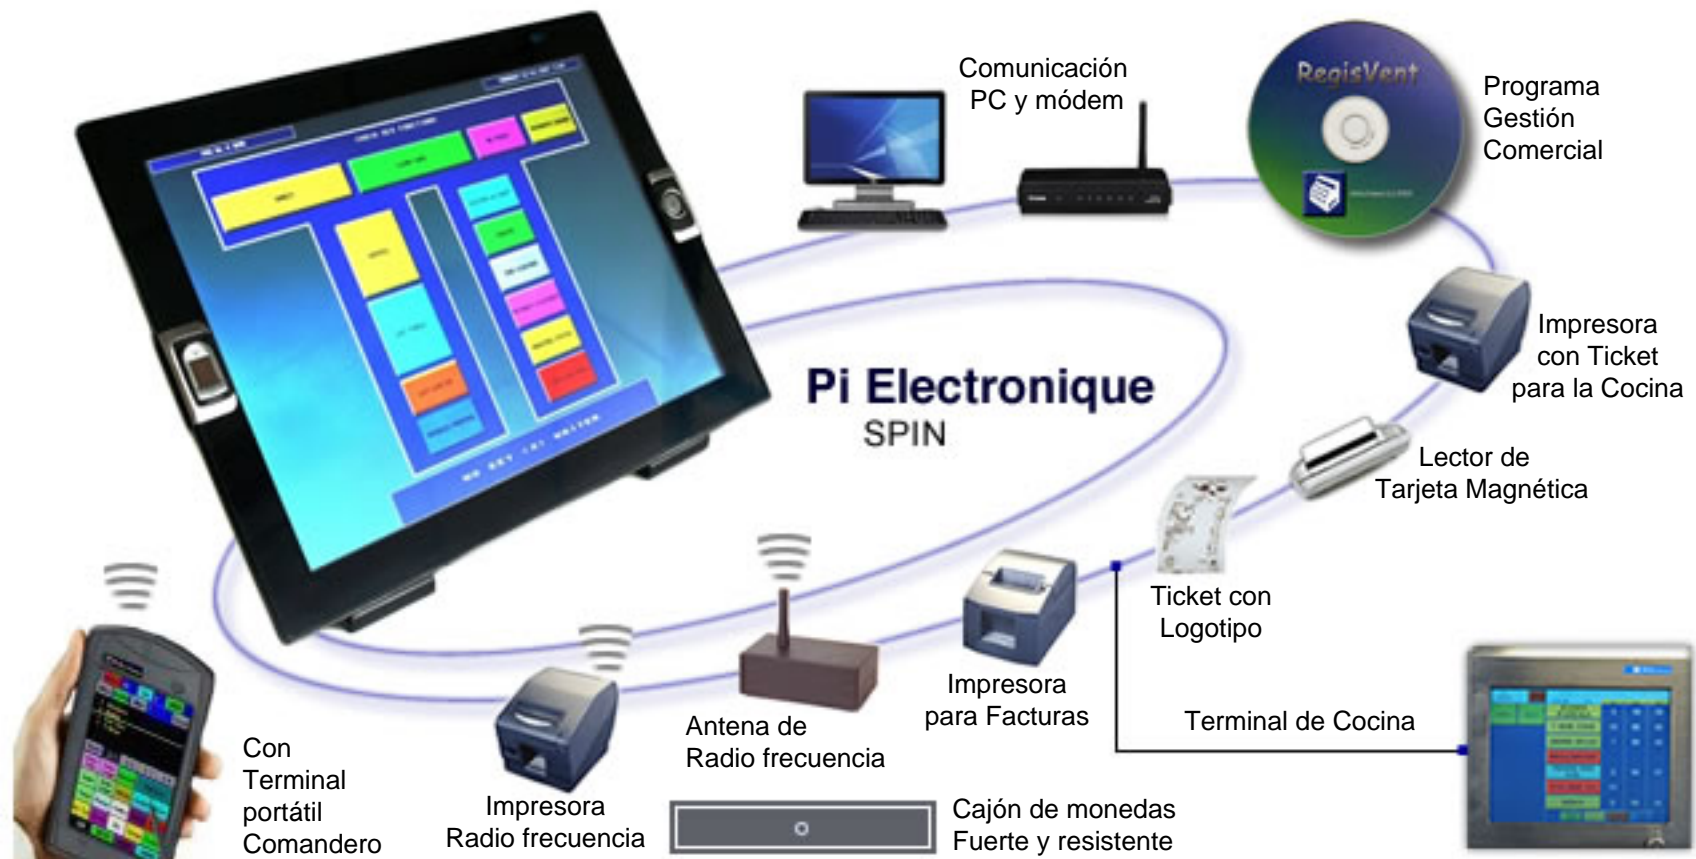 Comunicación
PC y módem
RegisVent
Programa
Gestión
Comercial
Impresora
con Ticket
para la Cocina
Pi Electronique
SPIN
Lector de
Tarjeta Magnética
Ticket con
Logotipo
Impresora
para Facturas
Terminal de Cocina
Antena de
Radio frecuencia
Con
Terminal
portátil
Comandero
Impresora
Radio frecuencia
Cajón de monedas
Fuerte y resistente